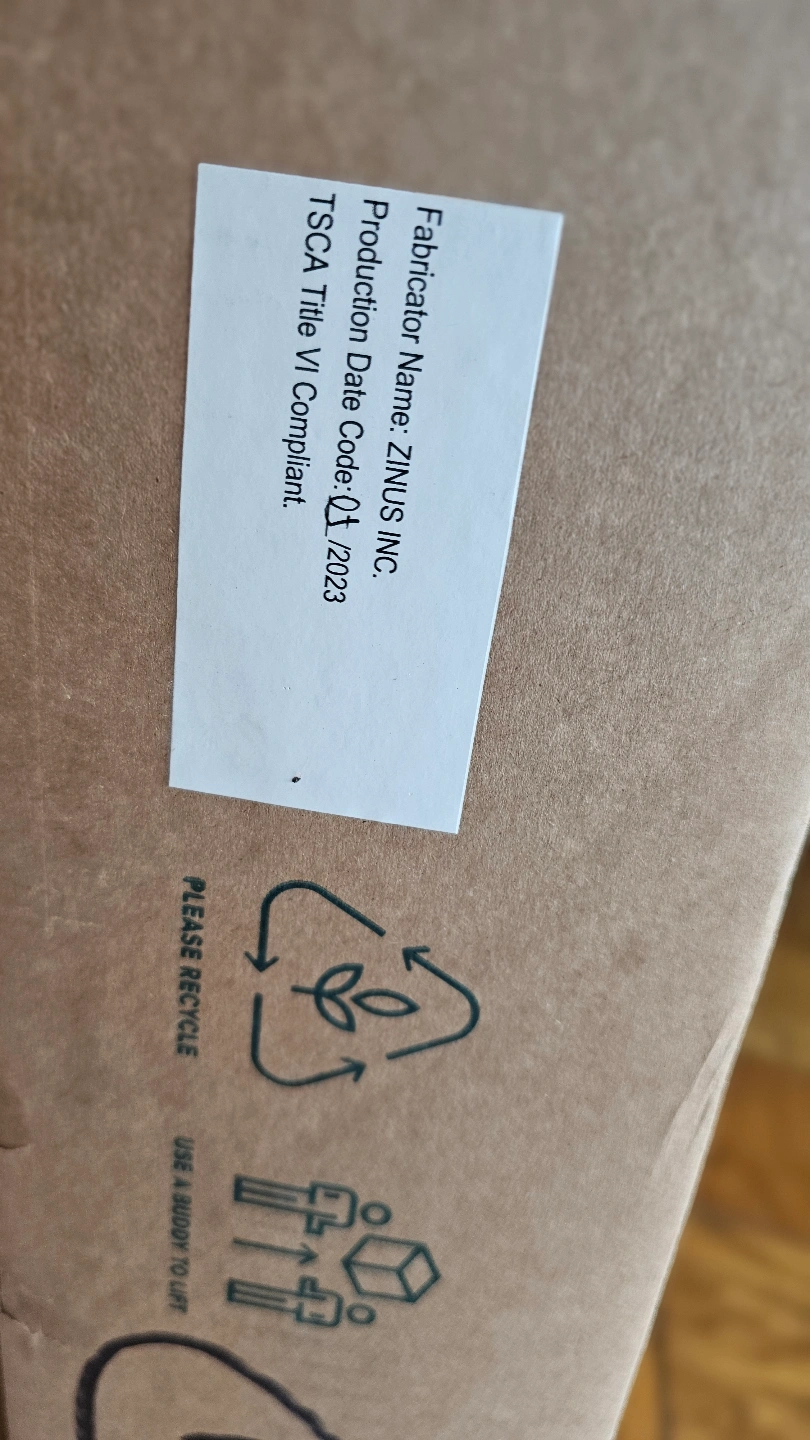 Fabricator Name: ZINUS INC.
Production Date Code: 01 /2023
TSCA Title VI Compliant.
PLEASE RECYCLE
USE A BUDDY TO LIFT